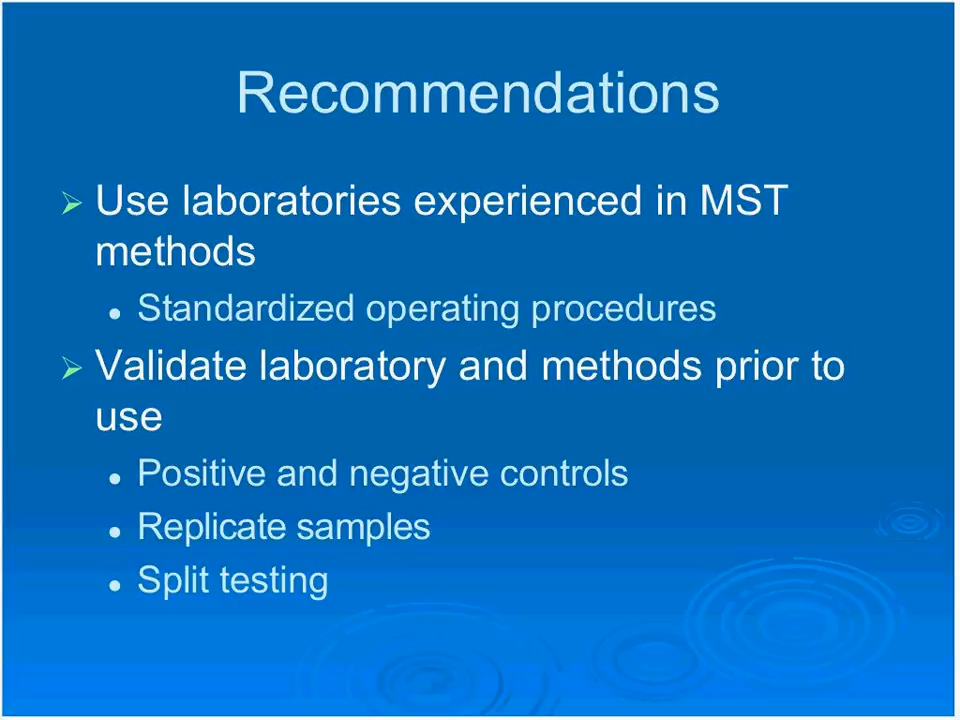 Recommendations
Use laboratories experienced in MST
methods
Standardized operating procedures
Validate laboratory and methods prior to
use
Positive and negative controls
Replicate samples
Split testing